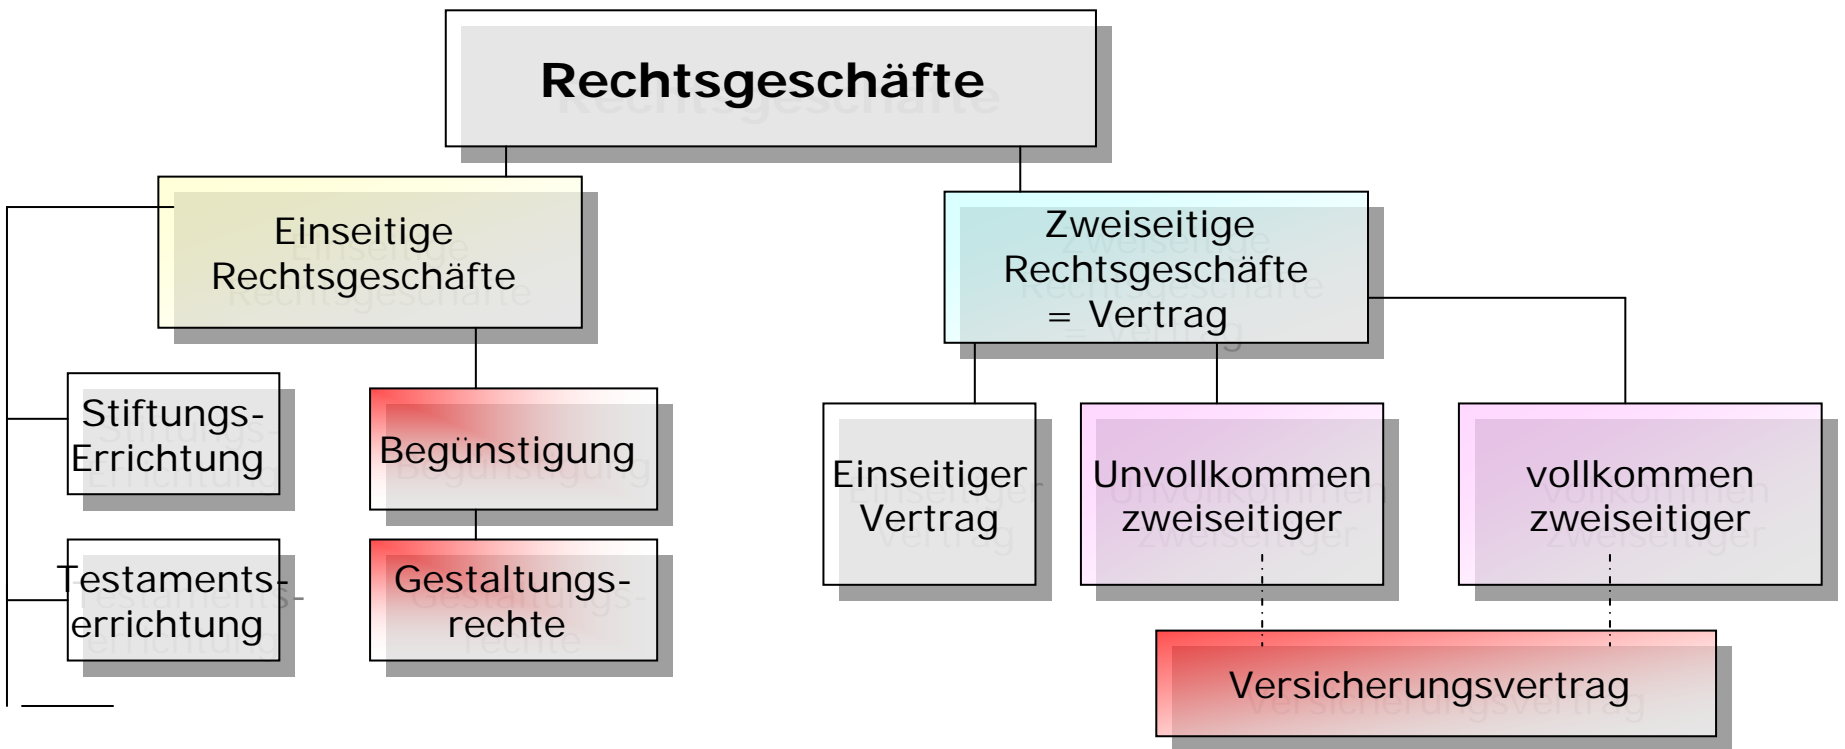 Rechtsgeschäfte
Einseitige
Rechtsgeschäfte
Zweiseitige
Rechtsgeschäfte
= Vertrag
Stiftungs-
Errichtung
Begünstigung
Testaments-
errichtung
Gestaltungs-
rechte
Einseitiger
Vertrag
Unvollkommen
zweiseitiger
vollkommen
zweiseitiger
Versicherungsvertrag